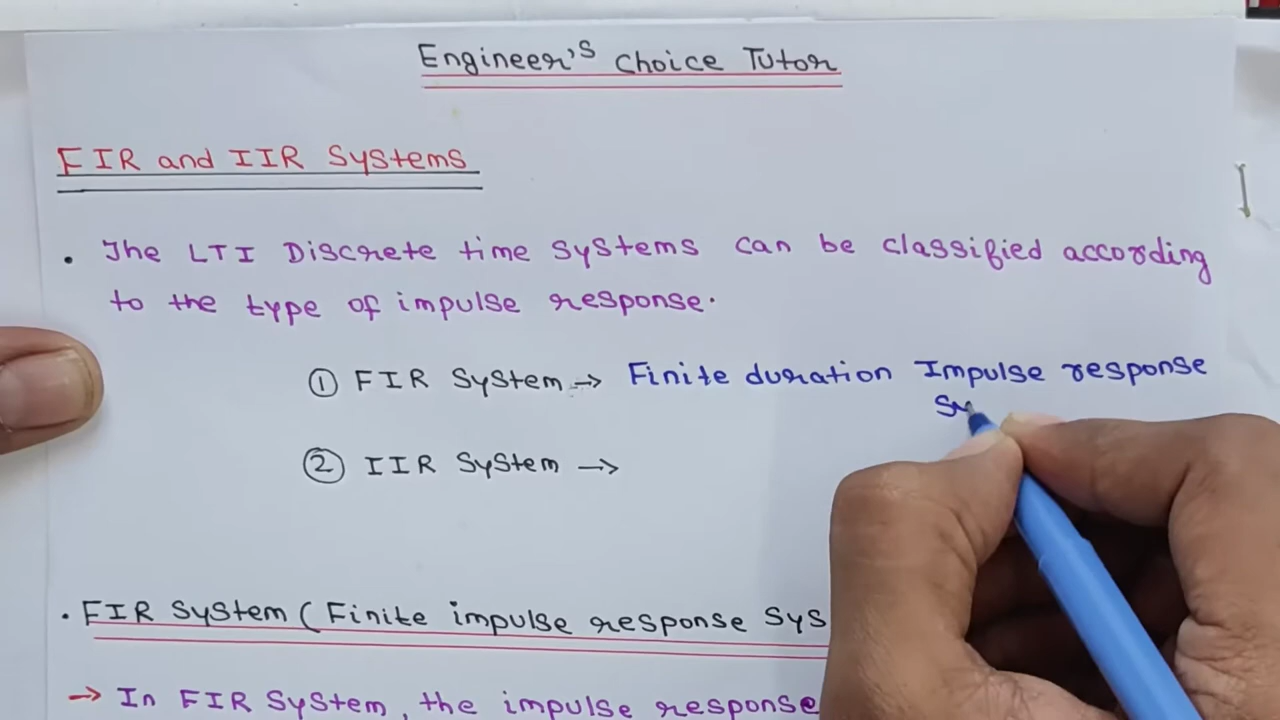 Engineer's Choice Tutor
FIR and IIR Systems
• The LTI Discrete time systems can be classified according
to the type of impulse response.
① FIR System → Finite duration Impulse response
② IIR System →
• FIR System ( Finite impulse response Sys
→ In FIR System, the impulse response